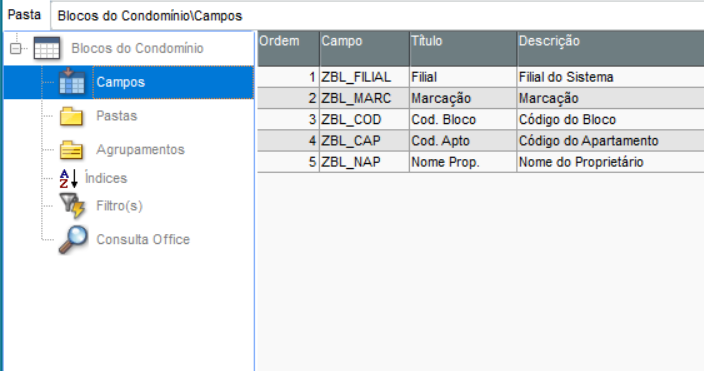 Pasta Blocos do Condomínio\Campos
Blocos do Condomínio
Campos
Pastas
Agrupamentos
Índices
Filtro(s)
Consulta Office
Ordem Campo Título Descrição
1 ZBL_FILIAL Filial Filial do Sistema
2 ZBL_MARC Marcação Marcação
3 ZBL_COD Cod. Bloco Código do Bloco
4 ZBL_CAP Cod. Apto Código do Apartamento
5 ZBL_NAP Nome Prop. Nome do Proprietário